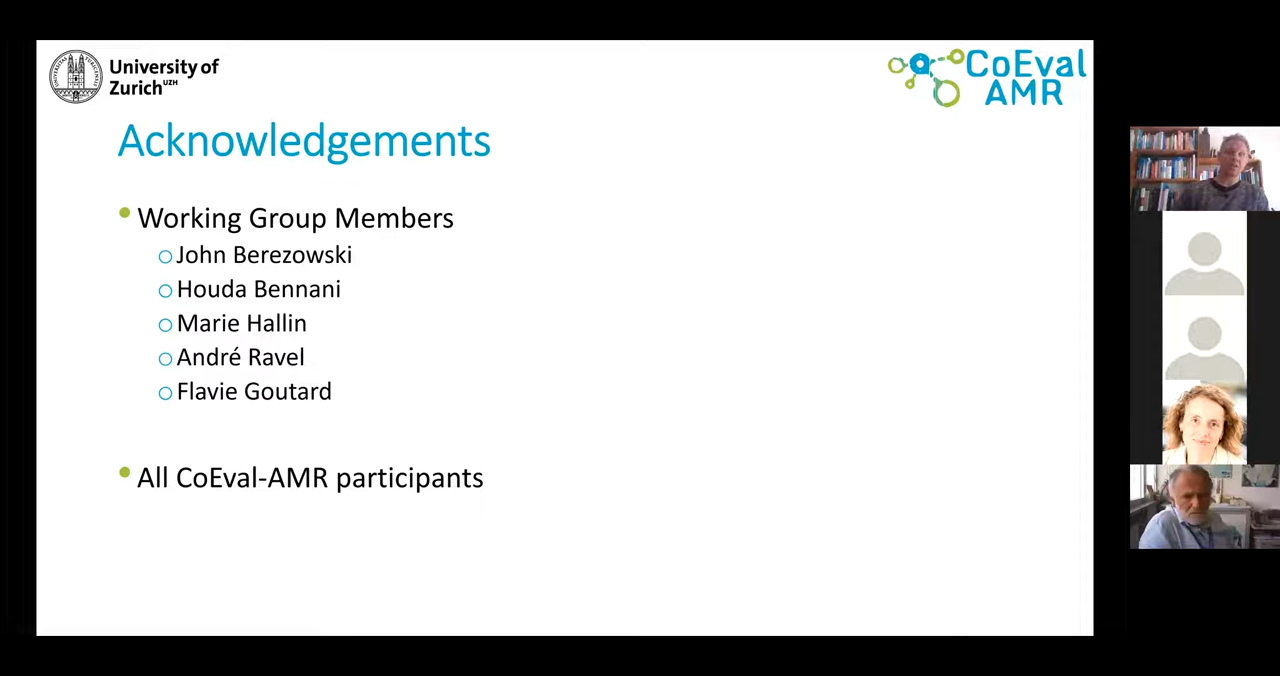 University of
Zurich UZH
CoEval
AMR
Acknowledgements
Working Group Members
John Berezowski
Houda Bennani
Marie Hallin
André Ravel
Flavie Goutard
All CoEval-AMR participants